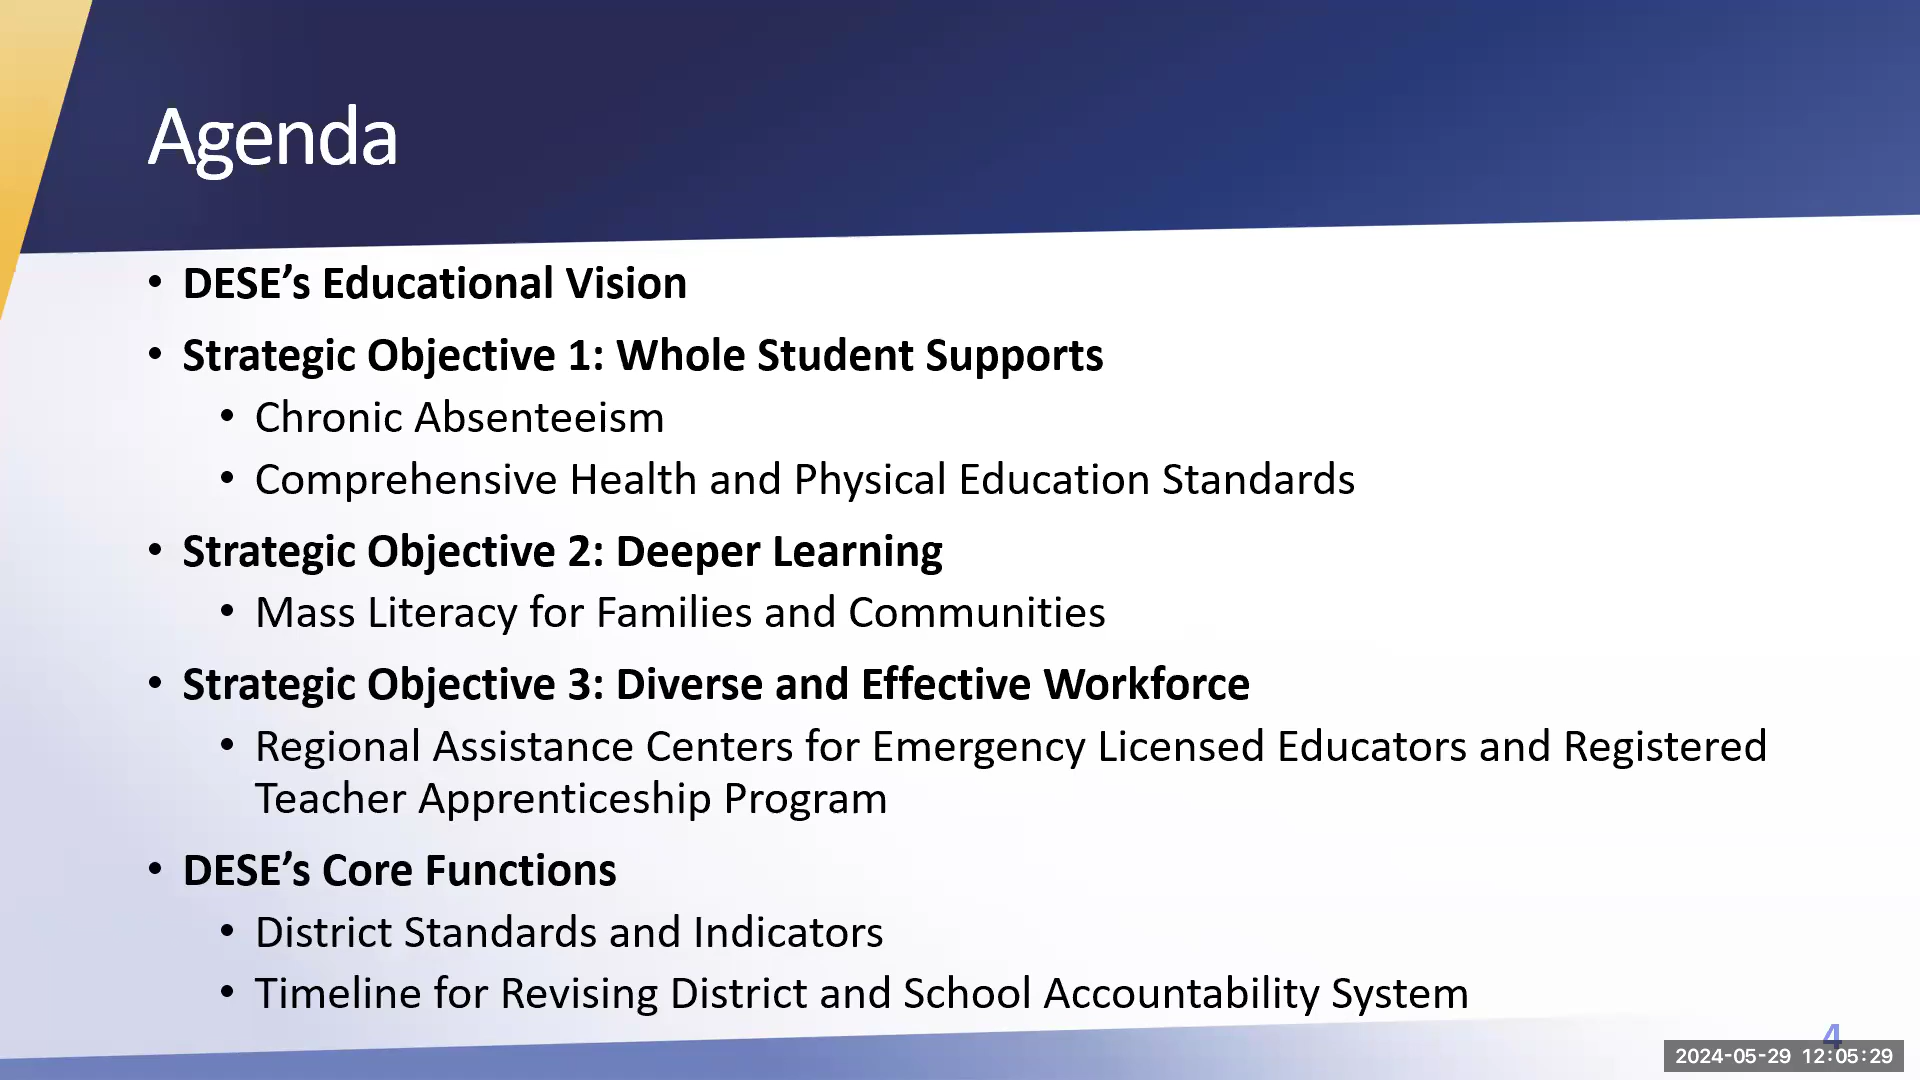 Agenda
• DESE’s Educational Vision
• Strategic Objective 1: Whole Student Supports
• Chronic Absenteeism
• Comprehensive Health and Physical Education Standards
• Strategic Objective 2: Deeper Learning
• Mass Literacy for Families and Communities
• Strategic Objective 3: Diverse and Effective Workforce
• Regional Assistance Centers for Emergency Licensed Educators and Registered
Teacher Apprenticeship Program
• DESE’s Core Functions
• District Standards and Indicators
• Timeline for Revising District and School Accountability System
4
2024-05-29 12:05:29